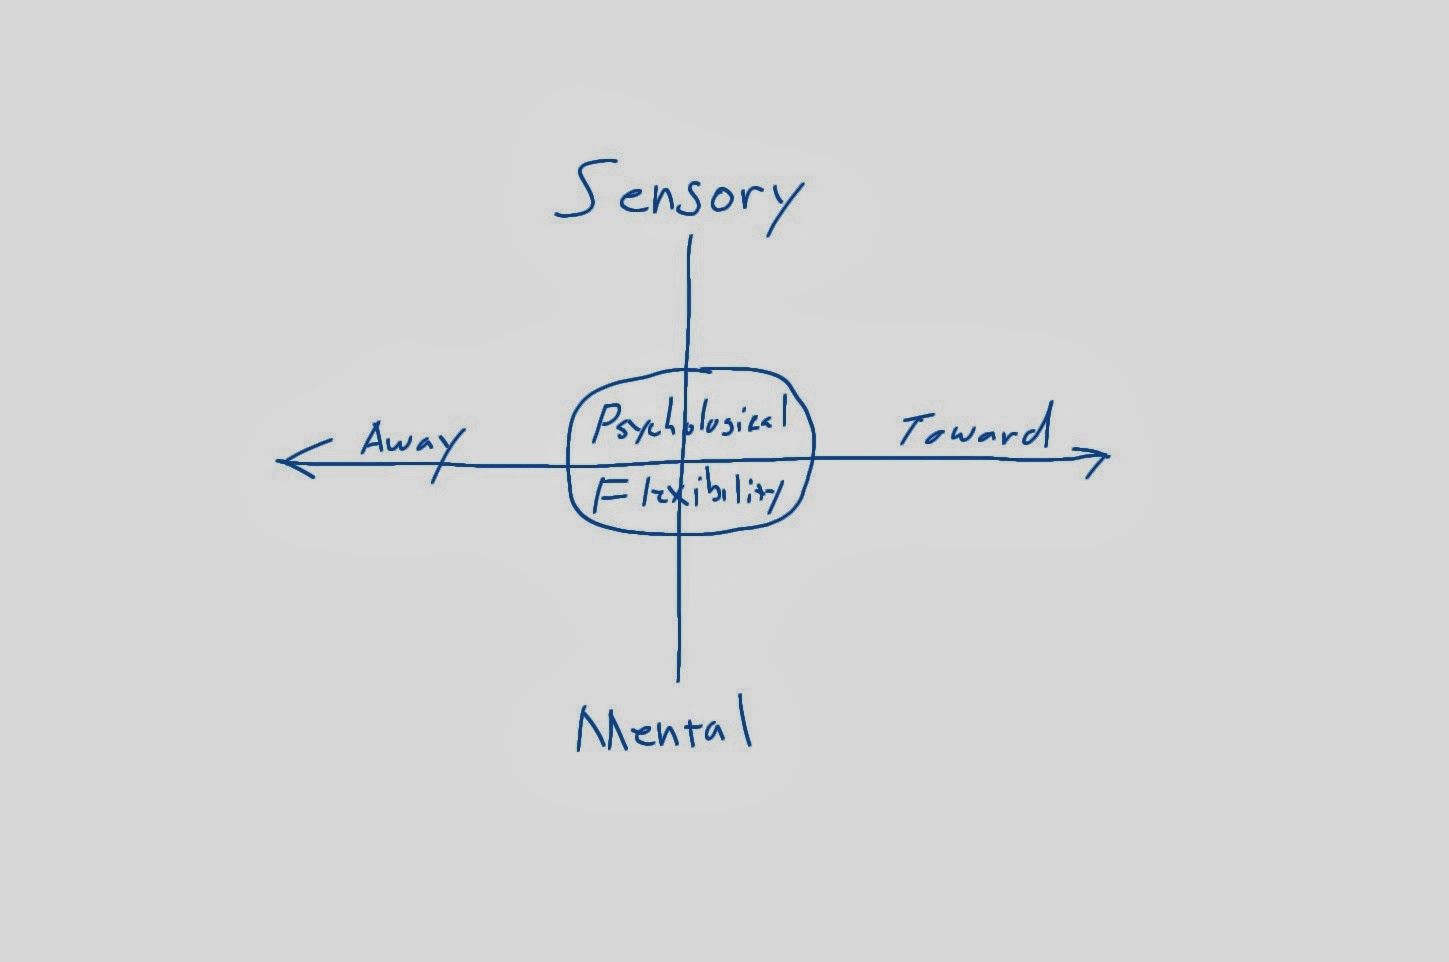 Sensory
Away
Psychological
Flexibility
Toward
Mental